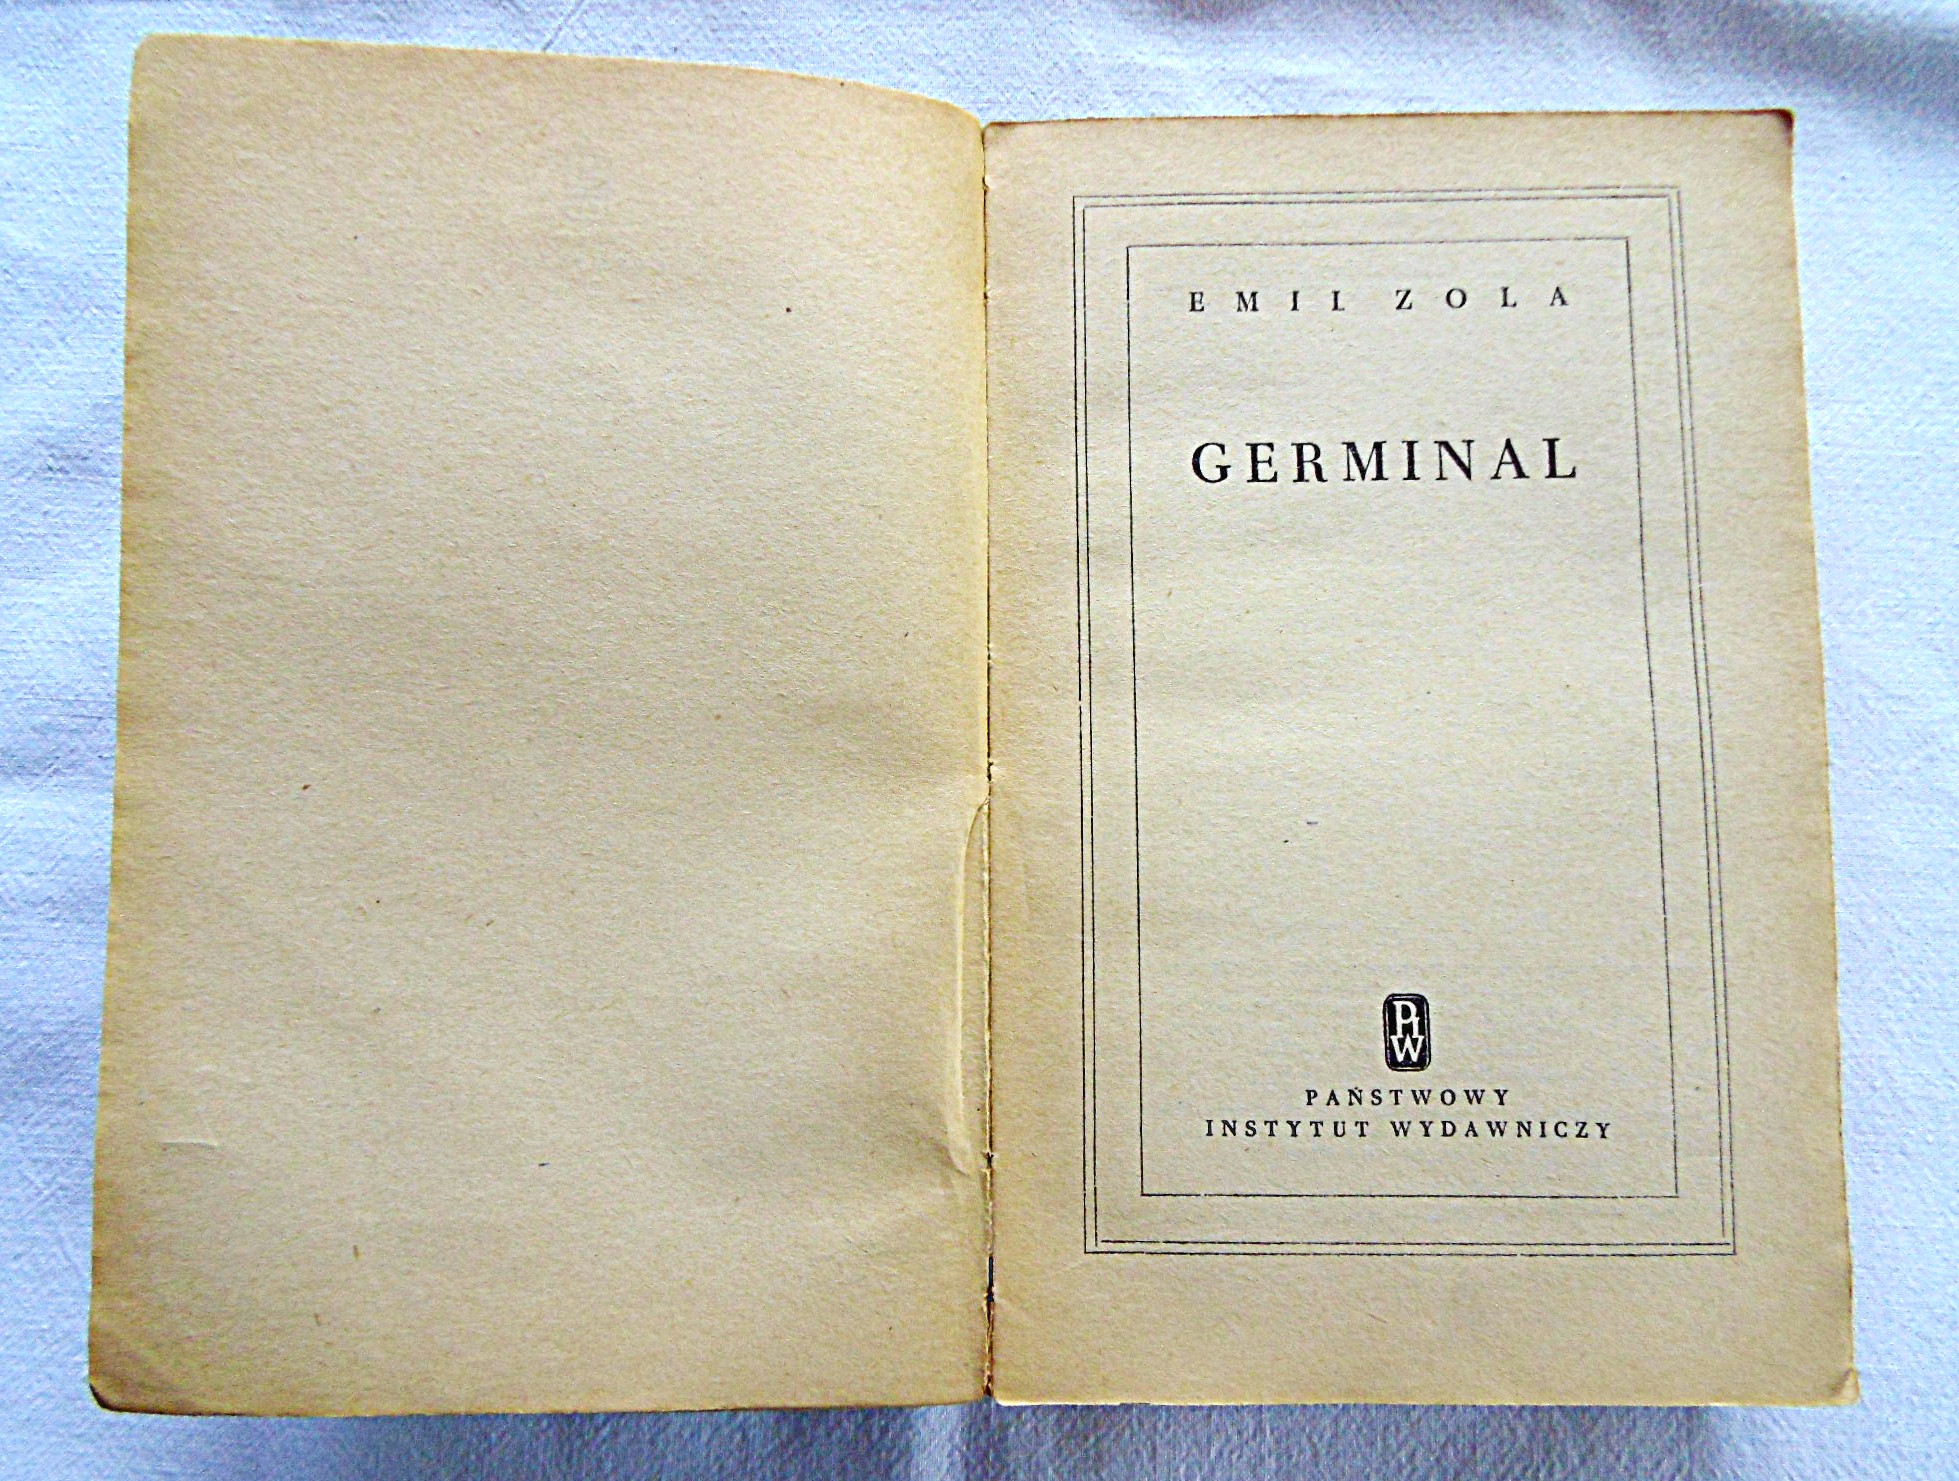 EMIL ZOLA
GERMINAL
PIW
PAŃSTWOWY
INSTYTUT WYDAWNICZY